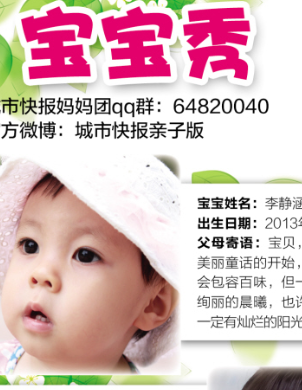 宝宝秀
市快报妈妈团qq群：64820040
方微博：城市快报亲子版
宝宝姓名：李静涵
出生日期：2013年
父母寄语：宝贝，
美丽童话的开始，
会包容百味，但一
绚丽的晨曦，也许
一定有灿烂的阳光